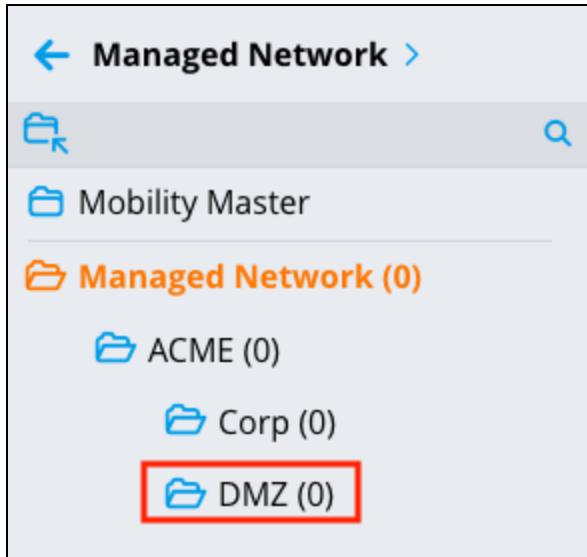 Managed Network
Mobility Master
Managed Network (0)
ACME (0)
Corp (0)
DMZ (0)